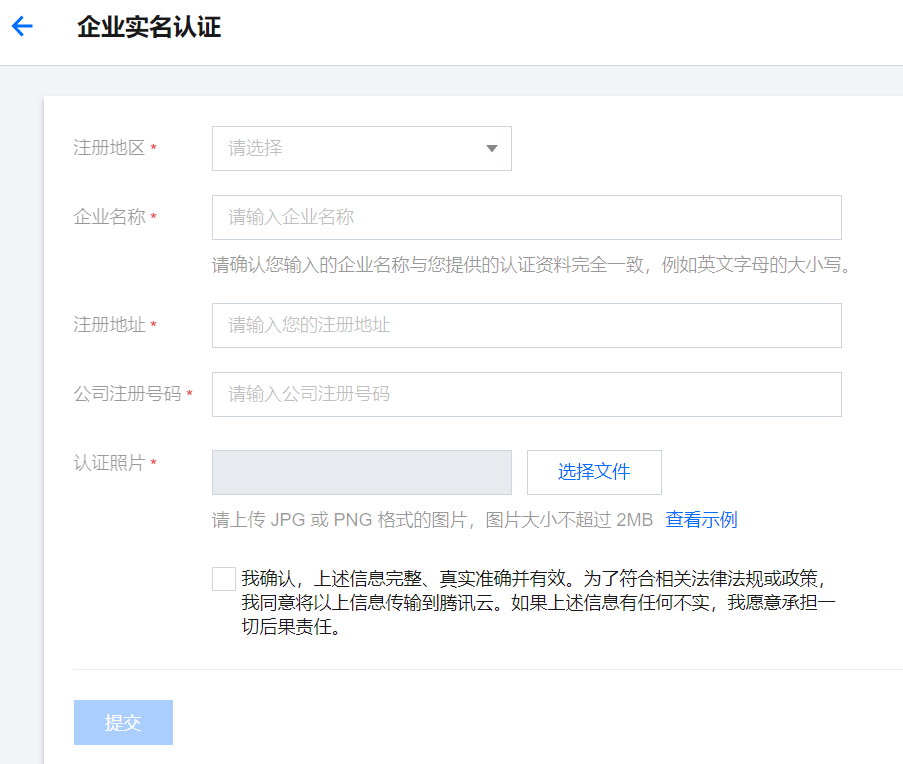 企业实名认证
注册地区 *
请选择
企业名称 *
请输入企业名称
请确认您输入的企业名称与您提供的认证资料完全一致，例如英文字母的大小写。
注册地址 *
请输入您的注册地址
公司注册号码 *
请输入公司注册号码
认证照片 *
选择文件
请上传 JPG 或 PNG 格式的图片，图片大小不超过 2MB 查看示例
我确认，上述信息完整、真实准确并有效。为了符合相关法律法规或政策，
我同意将以上信息传输到腾讯云。如果上述信息有任何不实，我愿意承担一
切后果责任。
提交